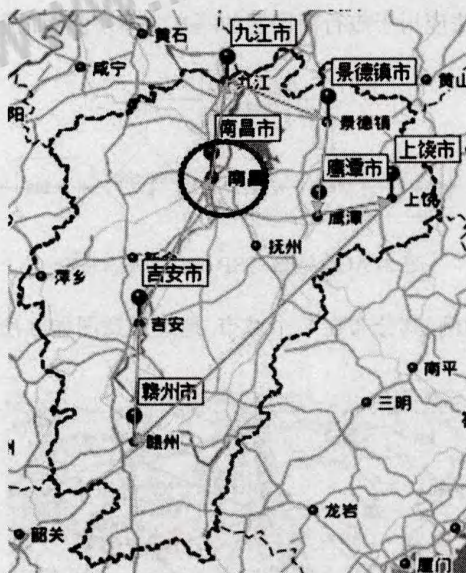 黄石
九江市
咸宁
九江
景德镇市
黄山
阳
景德镇
南昌市
鹰潭市
上饶市
南昌
上饶
鹰潭
抚州
新
萍乡
吉安市
吉安
南平
赣州市
三明
赣州
龙岩
韶关
厦门